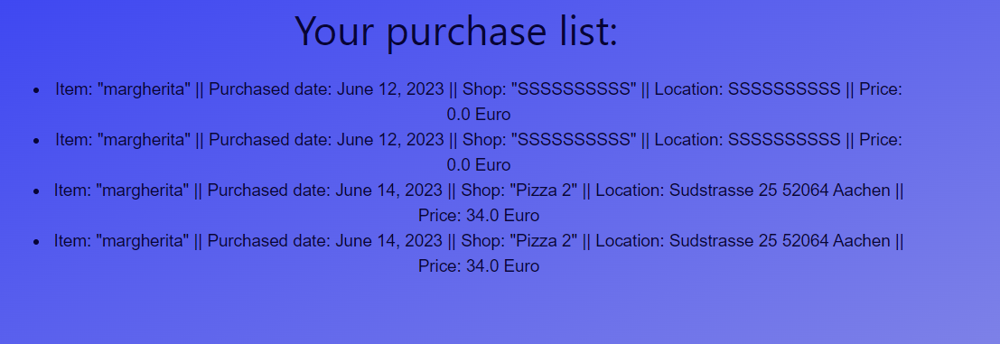 Your purchase list:
Item: "margherita" || Purchased date: June 12, 2023 || Shop: "SSSSSSSSSS" || Location: SSSSSSSSSS || Price:
0.0 Euro
Item: "margherita" || Purchased date: June 12, 2023 || Shop: "SSSSSSSSSS" || Location: SSSSSSSSSS || Price:
0.0 Euro
Item: "margherita" || Purchased date: June 14, 2023 || Shop: "Pizza 2" || Location: Sudstrasse 25 52064 Aachen ||
Price: 34.0 Euro
Item: "margherita" || Purchased date: June 14, 2023 || Shop: "Pizza 2" || Location: Sudstrasse 25 52064 Aachen ||
Price: 34.0 Euro